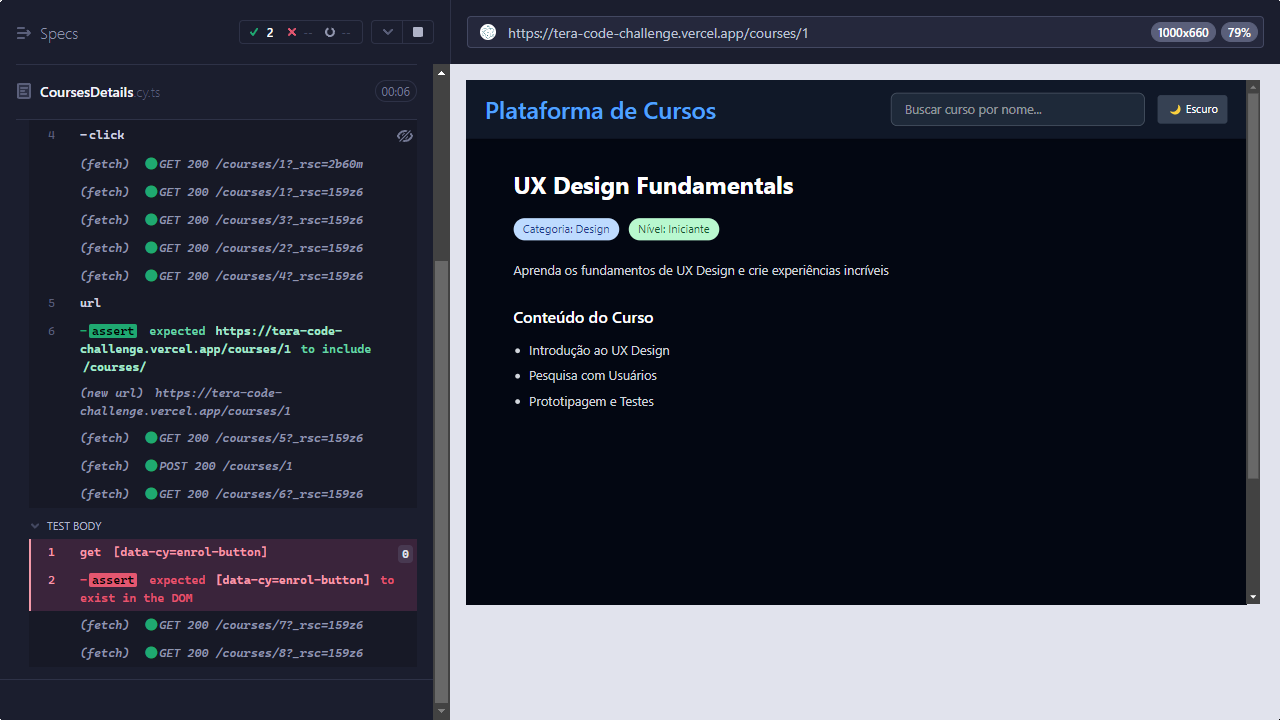 Specs
2 -- --
CoursesDetails.cy.ts 00:06
4 -click
(fetch) GET 200 /courses/1?_rsc=2b60m
(fetch) GET 200 /courses/1?_rsc=159z6
(fetch) GET 200 /courses/3?_rsc=159z6
(fetch) GET 200 /courses/2?_rsc=159z6
(fetch) GET 200 /courses/4?_rsc=159z6
5 url
6 -assert expected https://tera-code-
challenge.vercel.app/courses/1 to include
/courses/
(new url) https://tera-code-
challenge.vercel.app/courses/1
(fetch) GET 200 /courses/5?_rsc=159z6
(fetch) POST 200 /courses/1
(fetch) GET 200 /courses/6?_rsc=159z6
TEST BODY
1 get [data-cy=enrol-button] 0
2 -assert expected [data-cy=enrol-button] to
exist in the DOM
(fetch) GET 200 /courses/7?_rsc=159z6
(fetch) GET 200 /courses/8?_rsc=159z6
https://tera-code-challenge.vercel.app/courses/1 1000x660 79%
Plataforma de Cursos Buscar curso por nome... Escuro
UX Design Fundamentals
Categoria: Design Nível: Iniciante
Aprenda os fundamentos de UX Design e crie experiências incríveis
Conteúdo do Curso
Introdução ao UX Design
Pesquisa com Usuários
Prototipagem e Testes